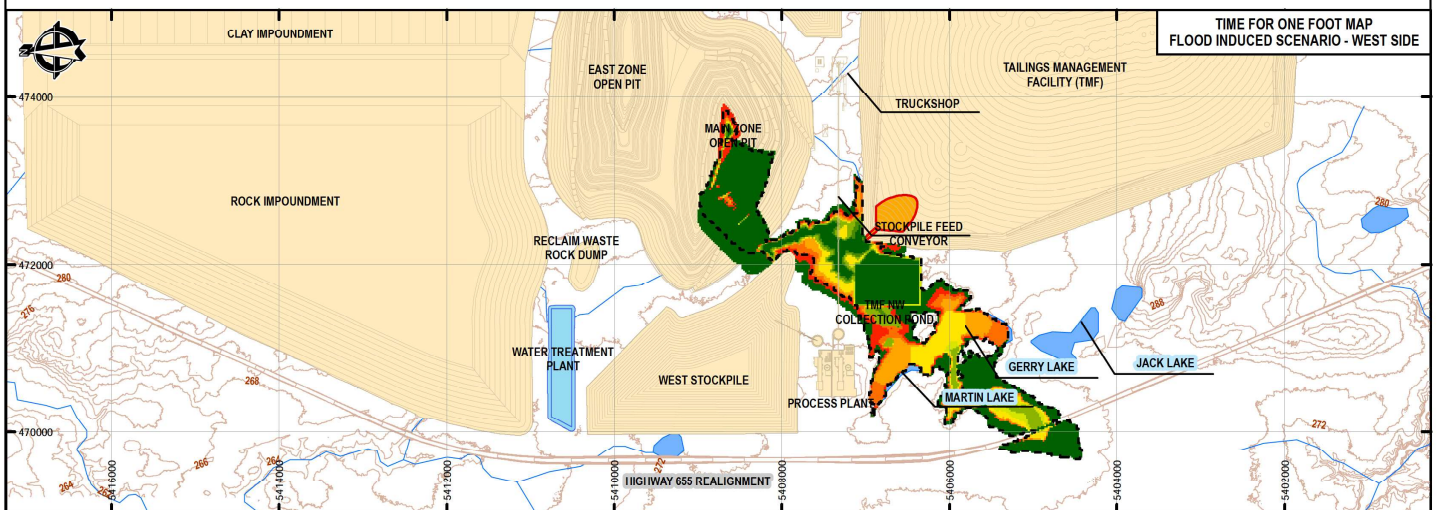 TIME FOR ONE FOOT MAP
FLOOD INDUCED SCENARIO - WEST SIDE
N
CLAY IMPOUNDMENT
EAST ZONE
OPEN PIT
TAILINGS MANAGEMENT
FACILITY (TMF)
474000
TRUCKSHOP
MAIN ZONE
OPEN PIT
ROCK IMPOUNDMENT
280
STOCKPILE FEED
CONVEYOR
RECLAIM WASTE
ROCK DUMP
472000
280
276
288
TMF NW
COLLECTION POND
WATER TREATMENT
PLANT
GERRY LAKE
JACK LAKE
268
WEST STOCKPILE
MARTIN LAKE
PROCESS PLANT
272
470000
266
264
272
264
262
HIGHWAY 655 REALIGNMENT
5416000
5414000
5412000
5410000
5408000
5406000
5404000
5402000